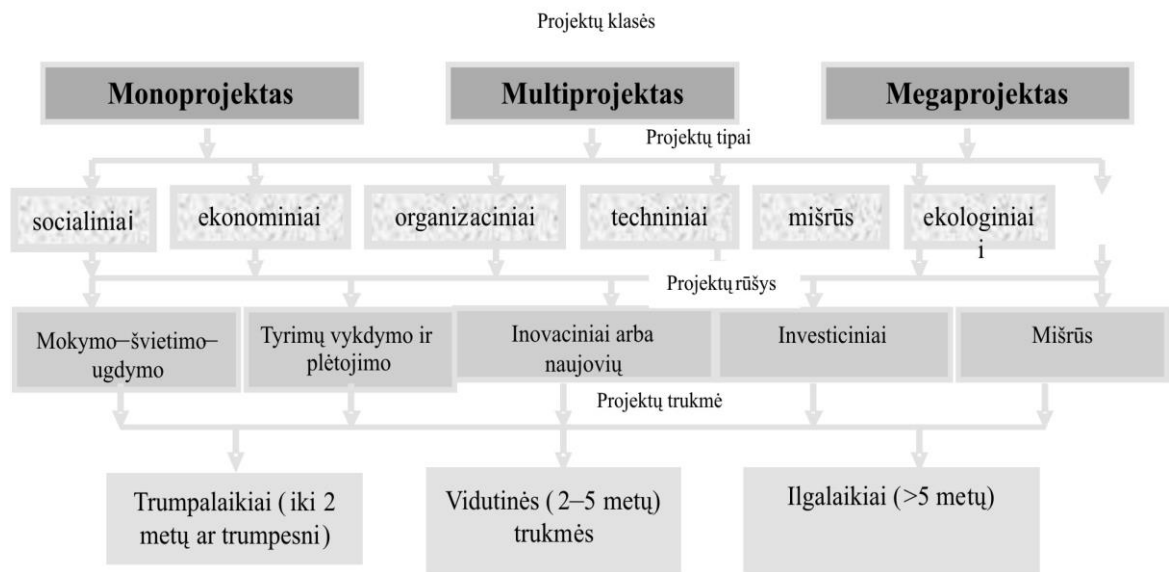 Projektų klasės
Monoprojektas
Multiprojektas
Megaprojektas
Projektų tipai
socialiniai
ekonominiai
organizaciniai
techniniai
mišrūs
ekologiniai
i
Projektų rūšys
Mokymo–švietimo–
ugdymo
Tyrimų vykdymo ir
plėtojimo
Inovaciniai arba
naujovių
Investiciniai
Mišrūs
Projektų trukmė
Trumpalaikiai ( iki 2
metų ar trumpesni)
Vidutinės ( 2–5 metų)
trukmės
Ilgalaikiai (>5 metų)